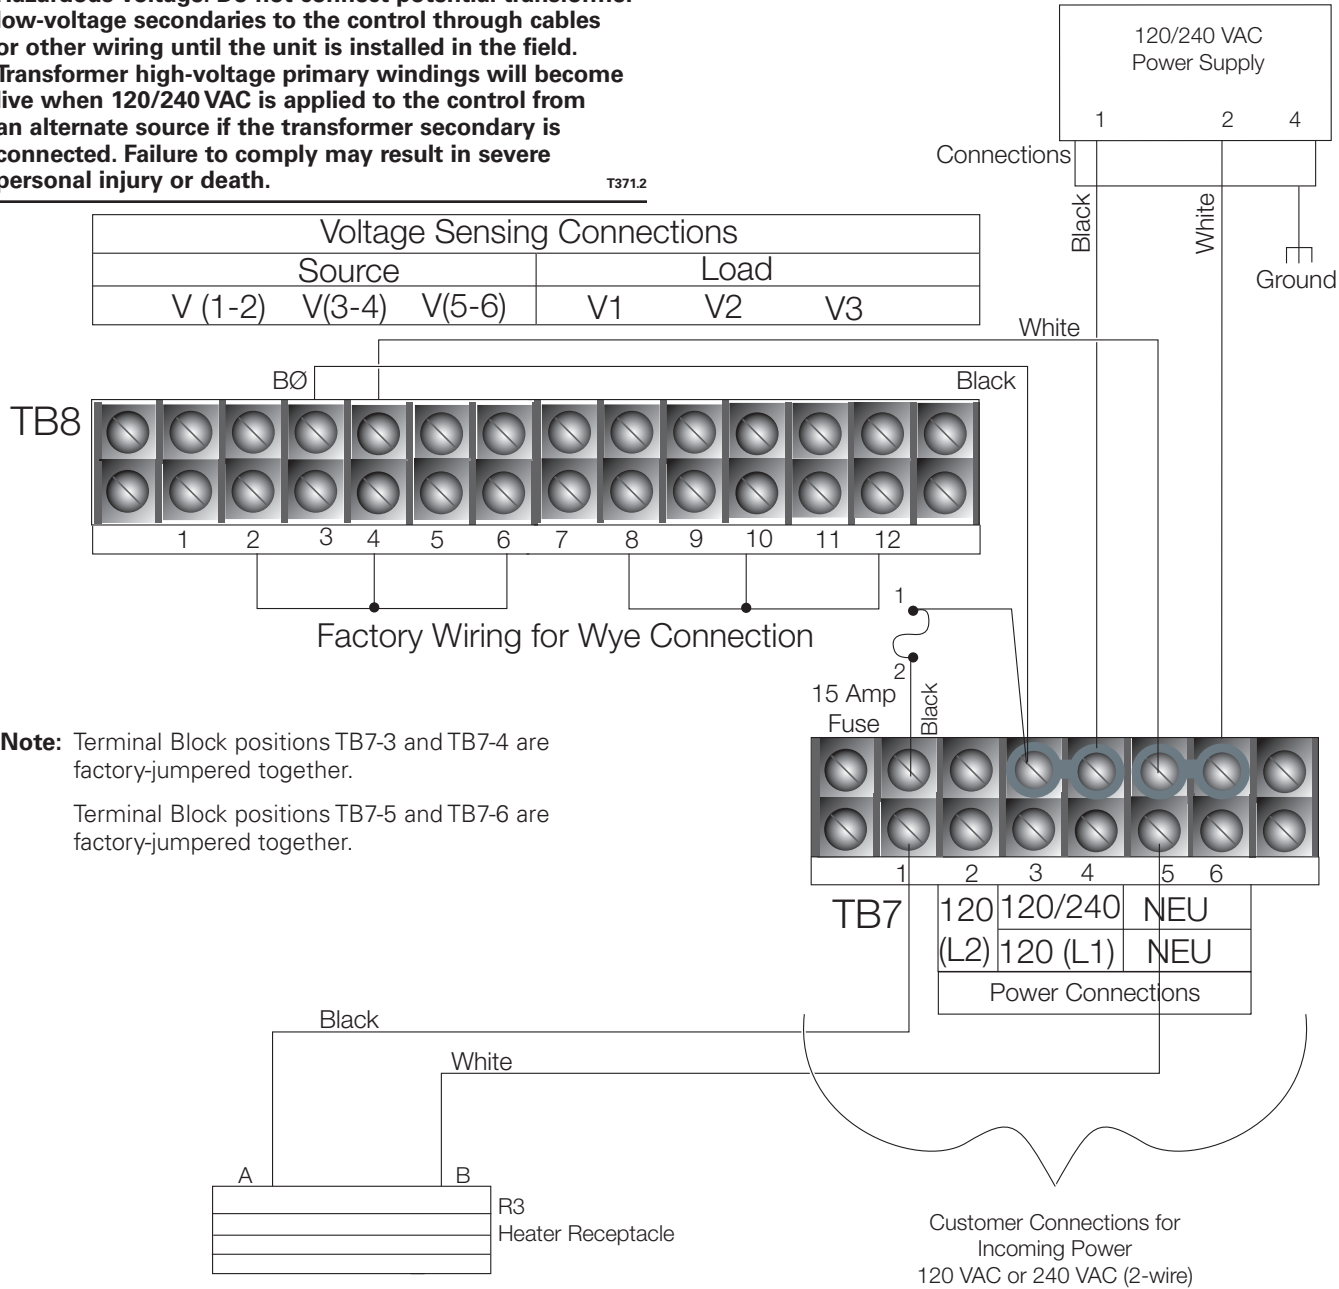 Hazardous Voltage. Do not connect potential transformer
low-voltage secondaries to the control through cables
or other wiring until the unit is installed in the field.
Transformer high-voltage primary windings will become
live when 120/240 VAC is applied to the control from
an alternate source if the transformer secondary is
connected. Failure to comply may result in severe
personal injury or death.
T371.2
120/240 VAC
Power Supply
1 2 4
Connections
Black
White
Ground
Voltage Sensing Connections
Source Load
V (1-2) V(3-4) V(5-6) V1 V2 V3
White
BØ
Black
TB8
1 2 3 4 5 6 7 8 9 10 11 12
Factory Wiring for Wye Connection
1
2
15 Amp
Fuse
Black
Note: Terminal Block positions TB7-3 and TB7-4 are
factory-jumpered together.
Terminal Block positions TB7-5 and TB7-6 are
factory-jumpered together.
1 2 3 4 5 6
TB7
120 120/240 NEU
(L2) 120 (L1) NEU
Power Connections
Black
White
A B
R3
Heater Receptacle
Customer Connections for
Incoming Power
120 VAC or 240 VAC (2-wire)